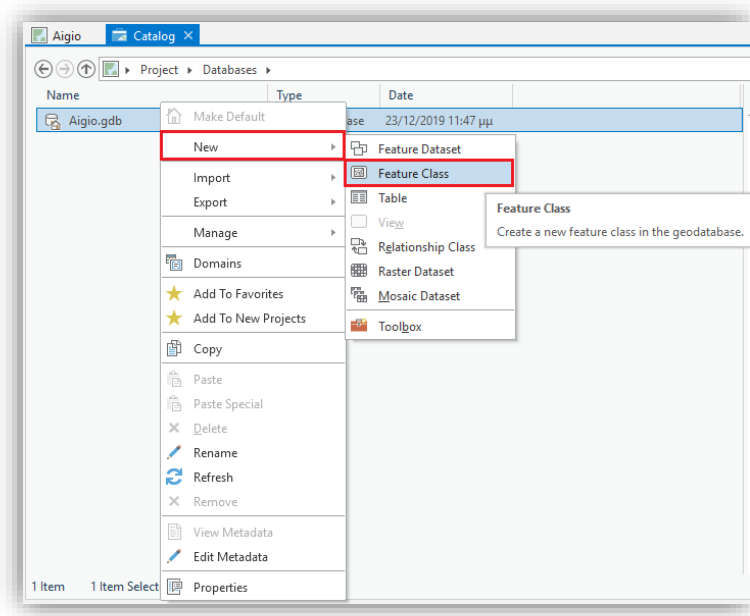 Aigio Catalog
Project Databases
Name Type Date
Aigio.gdb ase 23/12/2019 11:47 μμ
Make Default
New
Import
Export
Manage
Domains
Add To Favorites
Add To New Projects
Copy
Paste
Paste Special
Delete
Rename
Refresh
Remove
View Metadata
Edit Metadata
Properties
Feature Dataset
Feature Class
Table
View
Relationship Class
Raster Dataset
Mosaic Dataset
Toolbox
Feature Class
Create a new feature class in the geodatabase.
1 Item 1 Item Select